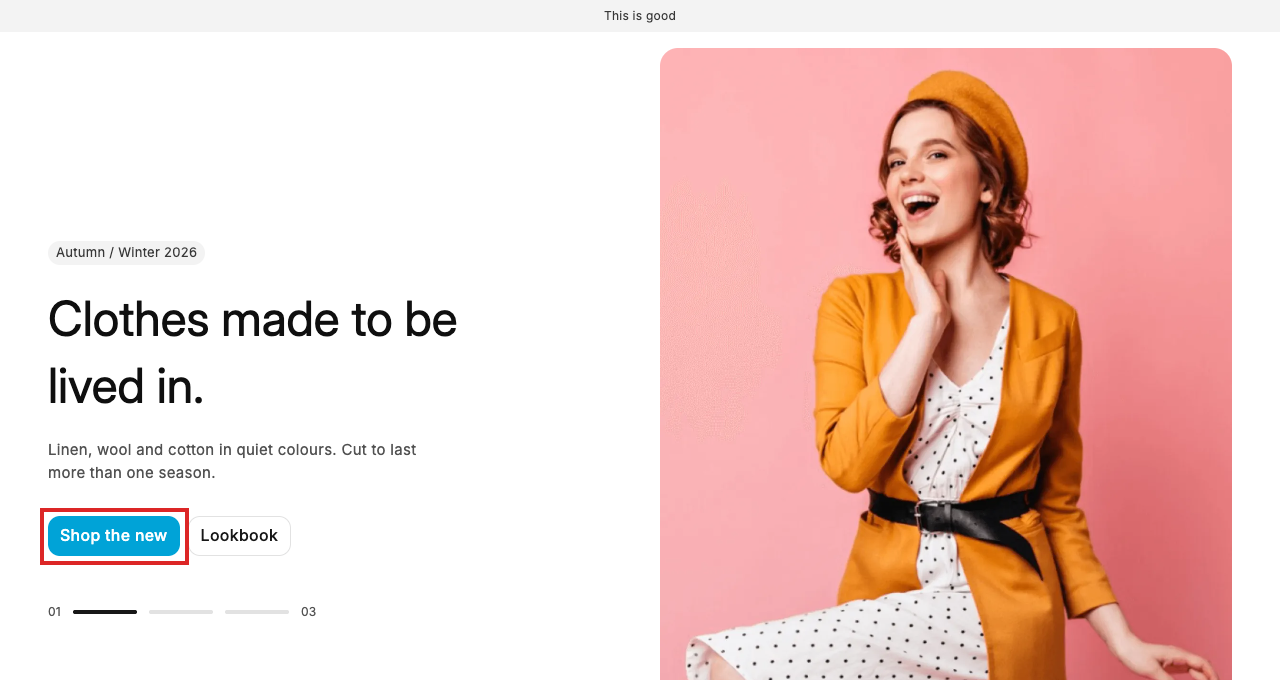 This is good
Autumn / Winter 2026
Clothes made to be
lived in.
Linen, wool and cotton in quiet colours. Cut to last
more than one season.
Shop the new
Lookbook
01
03